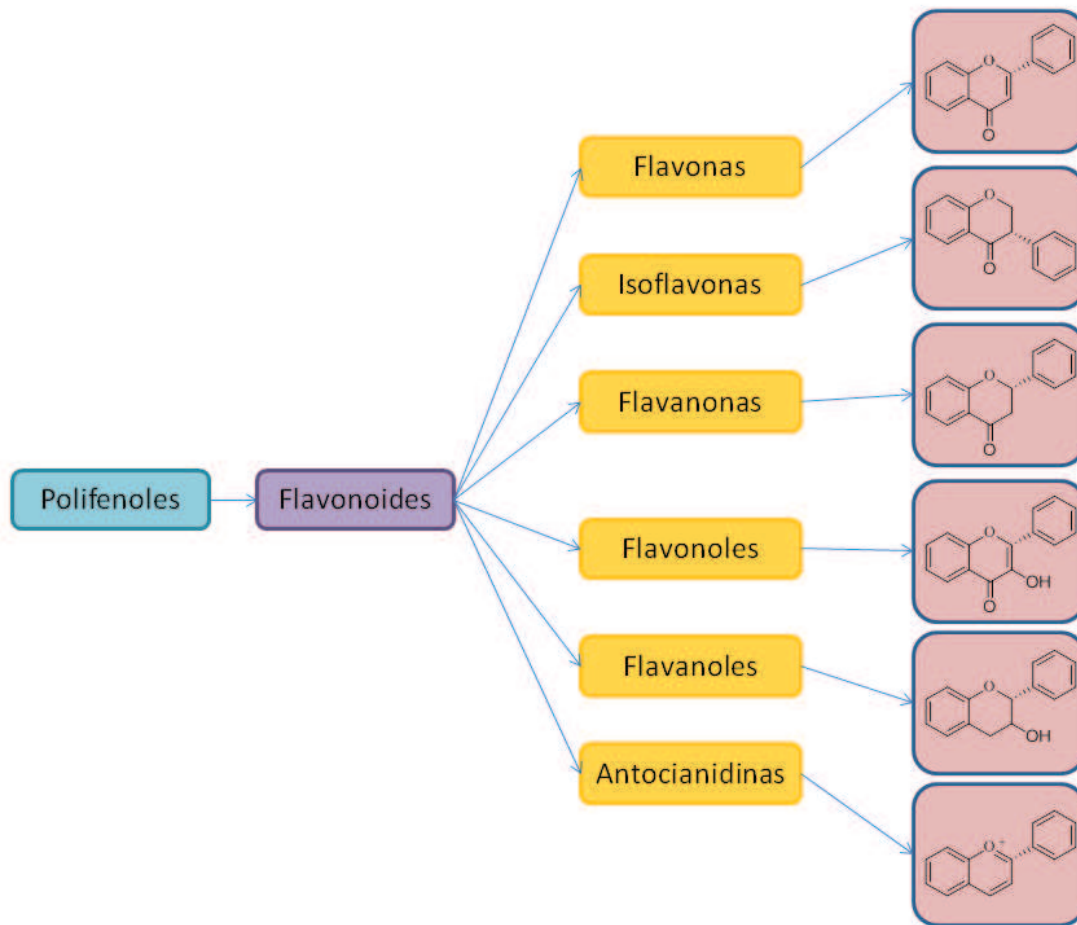 Polifenoles
Flavonoides
Flavonas
Isoflavonas
Flavanonas
Flavonoles
Flavanoles
Antocianidinas
O
O
O
O
O
O
O
OH
O
O
OH
O+